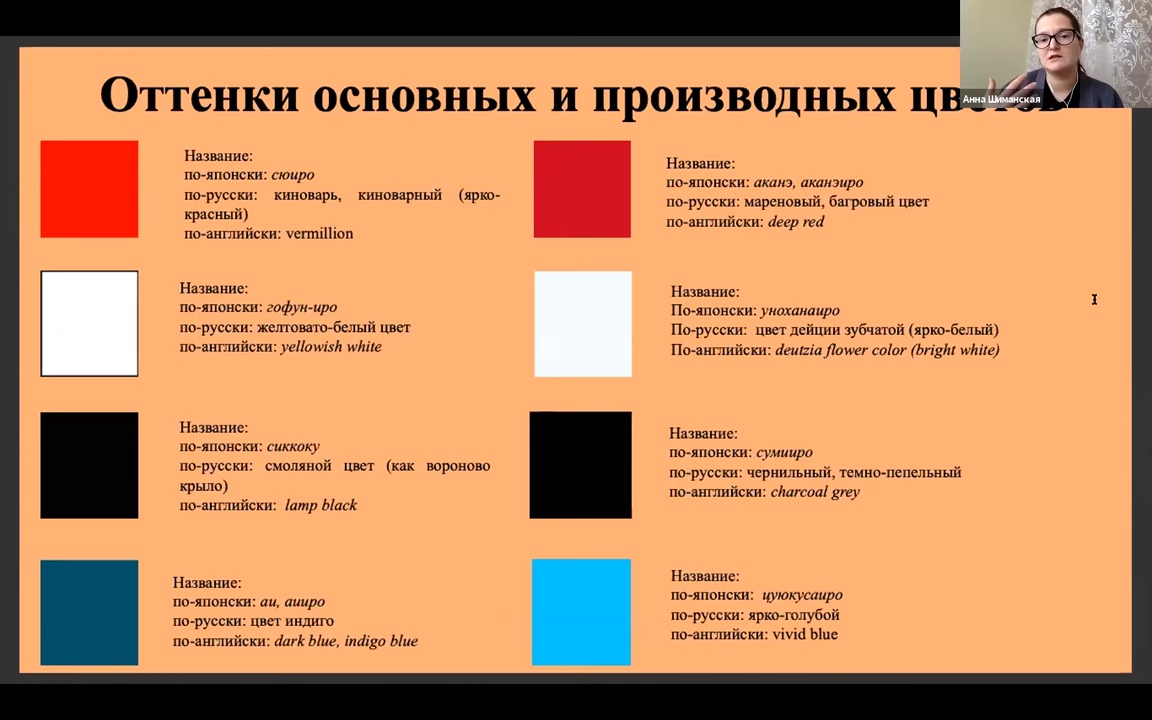 Оттенки основных и производных
Анна Шиманская
Название:
по-японски: сюиро
по-русски: киноварь, киноварный (ярко-
красный)
по-английски: vermillion
Название:
по-японски: аканэ, аканэиро
по-русски: мареновый, багровый цвет
по-английски: deep red
Название:
по-японски: гофун-иро
по-русски: желтовато-белый цвет
по-английски: yellowish white
Название:
По-японски: уноханаиро
По-русски: цвет дейции зубчатой (ярко-белый)
По-английски: deutzia flower color (bright white)
Название:
по-японски: сиккоку
по-русски: смоляной цвет (как вороново
крыло)
по-английски: lamp black
Название:
по-японски: сумииро
по-русски: чернильный, темно-пепельный
по-английски: charcoal grey
Название:
по-японски: аи, аииро
по-русски: цвет индиго
по-английски: dark blue, indigo blue
Название:
по-японски: цуюкусаиро
по-русски: ярко-голубой
по-английски: vivid blue